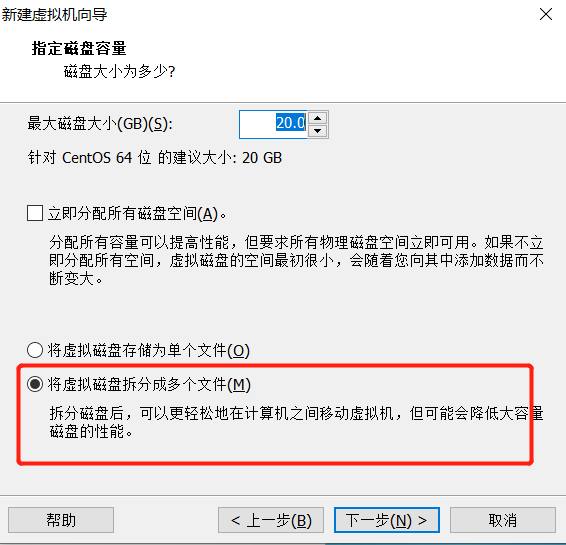 新建虚拟机向导
指定磁盘容量
磁盘大小为多少?
最大磁盘大小(GB)(S):
20.0
针对 CentOS 64 位 的建议大小: 20 GB
立即分配所有磁盘空间(A)。
分配所有容量可以提高性能，但要求所有物理磁盘空间立即可用。如果不立
即分配所有空间，虚拟磁盘的空间最初很小，会随着您向其中添加数据而不
断变大。
将虚拟磁盘存储为单个文件(O)
将虚拟磁盘拆分成多个文件(M)
拆分磁盘后，可以更轻松地在计算机之间移动虚拟机，但可能会降低大容量
磁盘的性能。
帮助
< 上一步(B)
下一步(N) >
取消